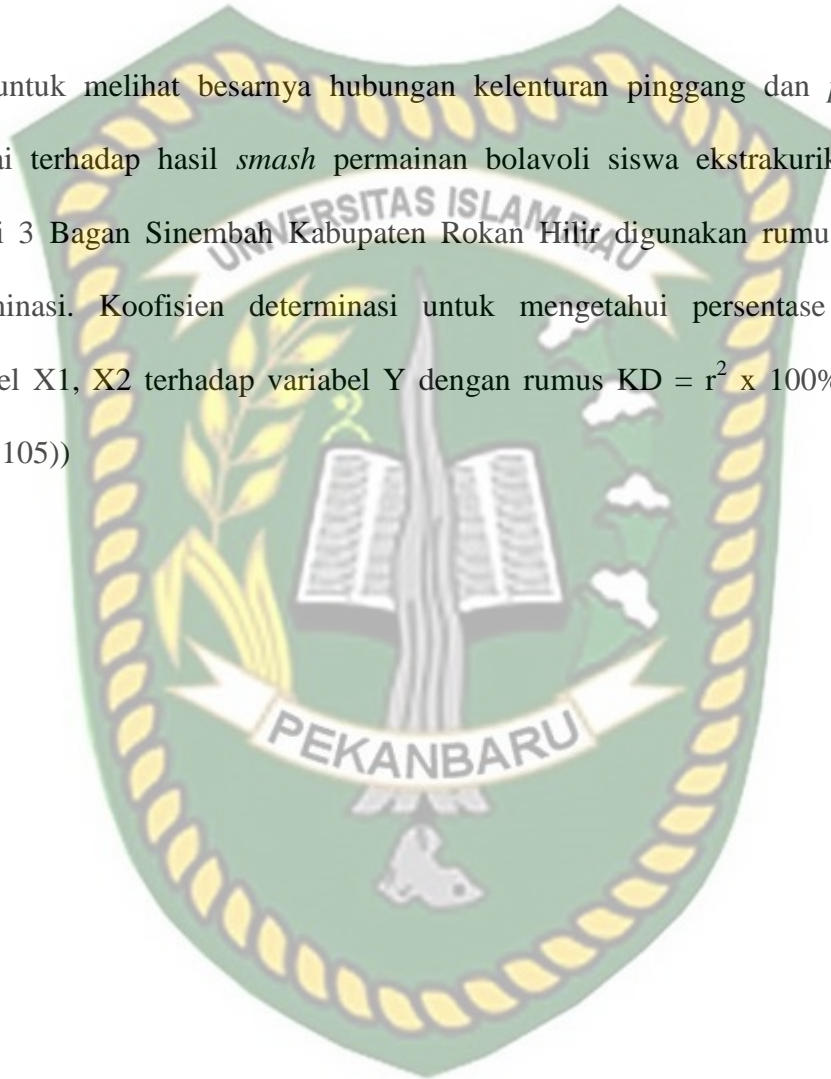 untuk melihat besarnya hubungan kelenturan pinggang dan
ai terhadap hasil smash permainan bolavoli siswa ekstrakurik
i 3 Bagan Sinembah Kabupaten Rokan Hilir digunakan rumu
UNIVERSITAS ISLAM RIAU
minasi. Koofisien determinasi untuk mengetahui persentase
el X1, X2 terhadap variabel Y dengan rumus KD = r² x 100%
105))
PEKANBARU